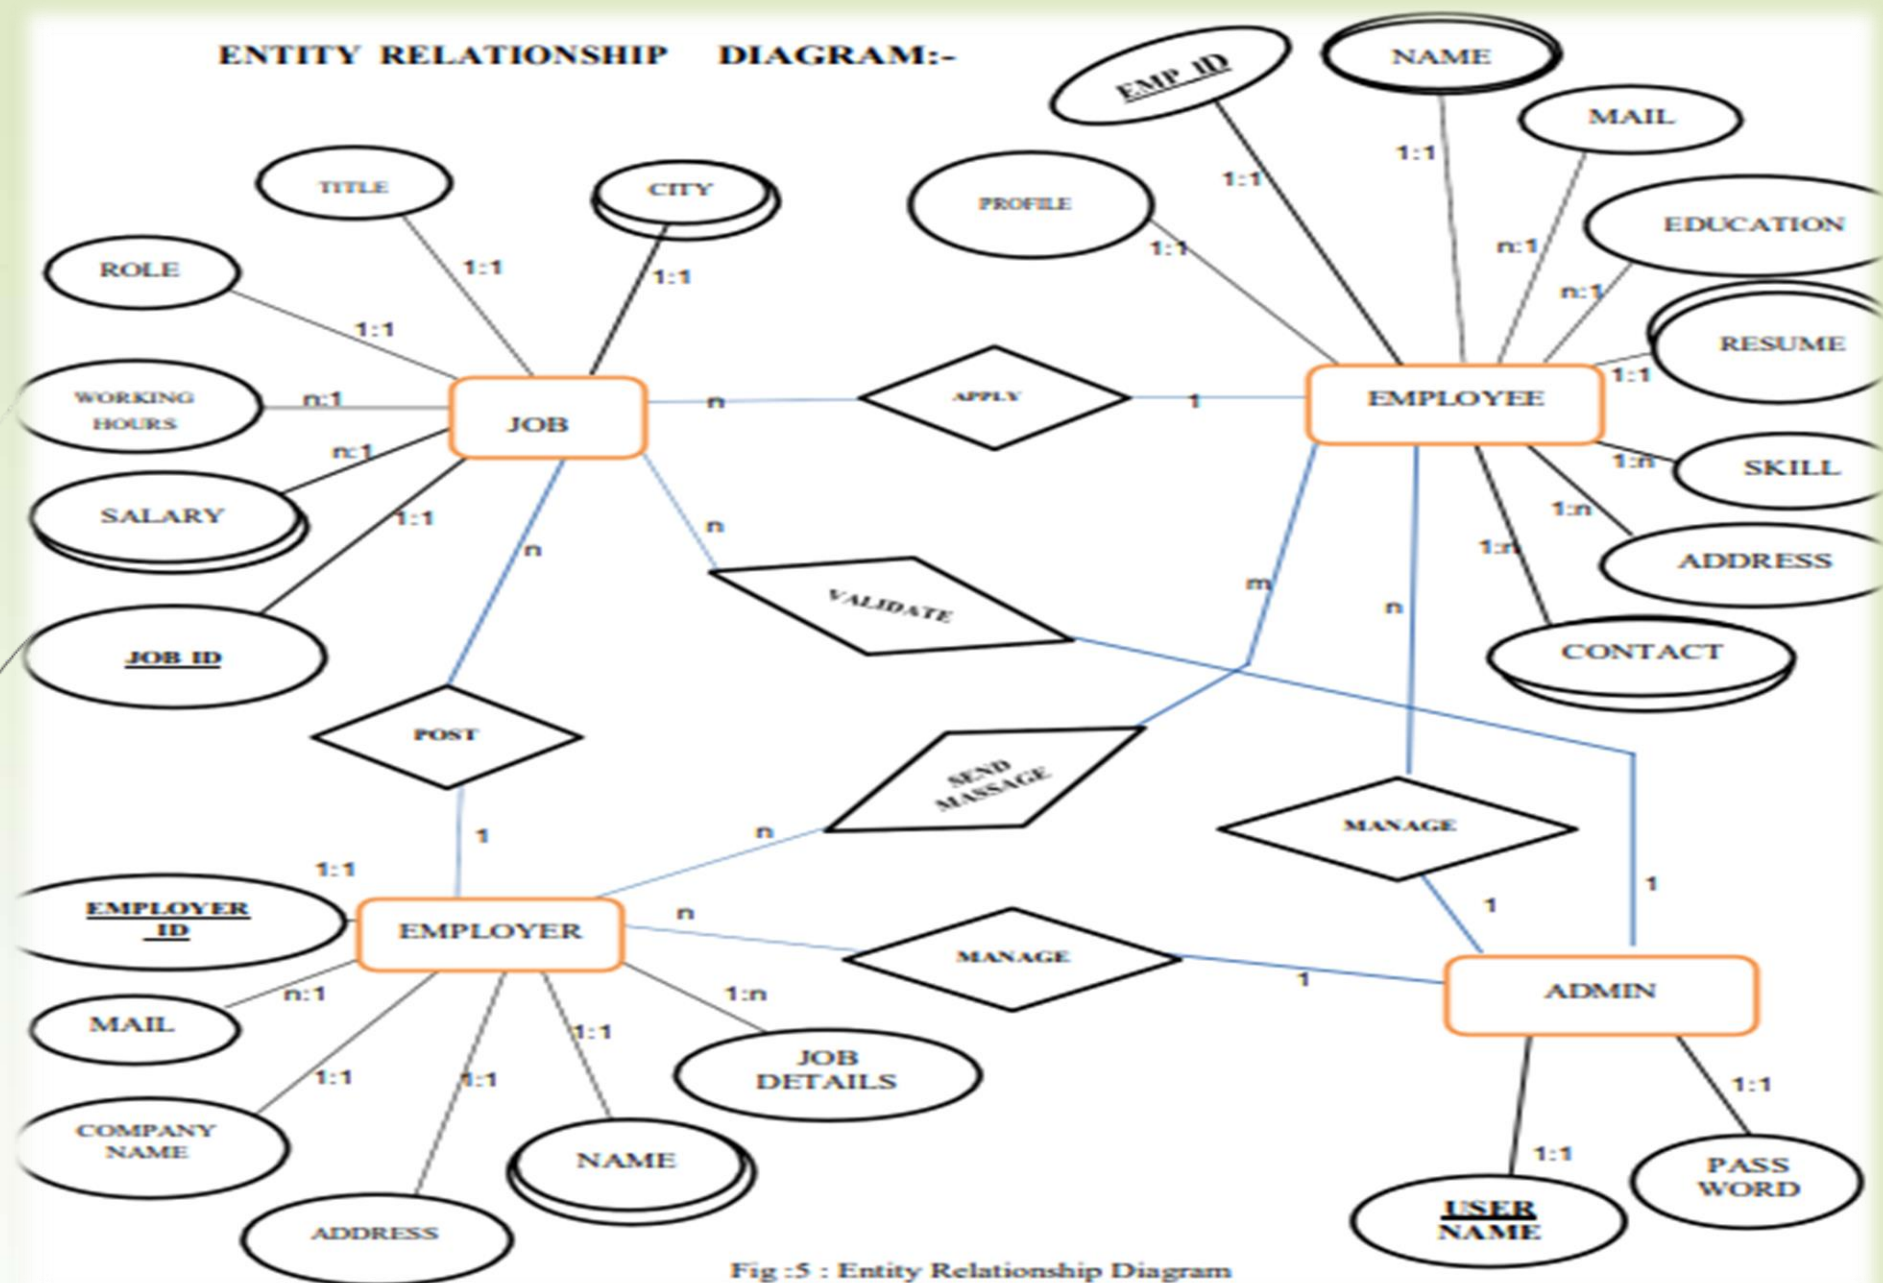 ENTITY RELATIONSHIP DIAGRAM:-
EMP_ID
NAME
MAIL
TITLE
CITY
PROFILE
EDUCATION
ROLE
1:1
1:1
1:1
1:1
1:1
1:1
n:1
n:1
RESUME
WORKING
HOURS
n:1
JOB
n
APPLY
1
EMPLOYEE
1:1
n:1
SALARY
1:1
1:n
SKILL
1:n
1:n
ADDRESS
n
n
VALIDATE
m
n
JOB ID
CONTACT
POST
SEND
MASSAGE
1
n
MANAGE
1:1
1
1
EMPLOYER
ID
EMPLOYER
n
MANAGE
1
ADMIN
MAIL
n:1
1:n
1:1
1:1
1:1
JOB
DETAILS
1:1
COMPANY
NAME
NAME
1:1
PASS
WORD
ADDRESS
USER
NAME
Fig :5 : Entity Relationship Diagram